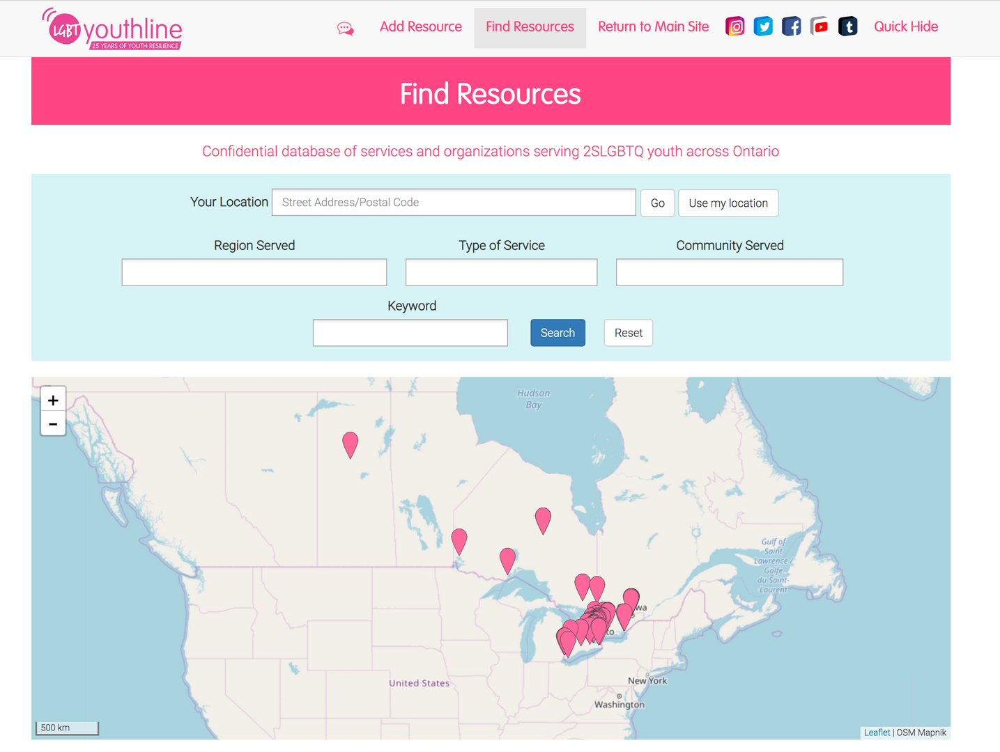 LGBT youthline
25 YEARS OF YOUTH RESILIENCE
Add Resource
Find Resources
Return to Main Site
Quick Hide
Find Resources
Confidential database of services and organizations serving 2SLGBTQ youth across Ontario
Your Location
Street Address/Postal Code
Go
Use my location
Region Served
Type of Service
Community Served
Keyword
Search
Reset
+
−
Hudson
Bay
Gulf of
Saint
Lawrence /
Golfe
du Saint-
Laurent
wa
to
United States
New York
Washington
500 km
Leaflet | OSM Mapnik